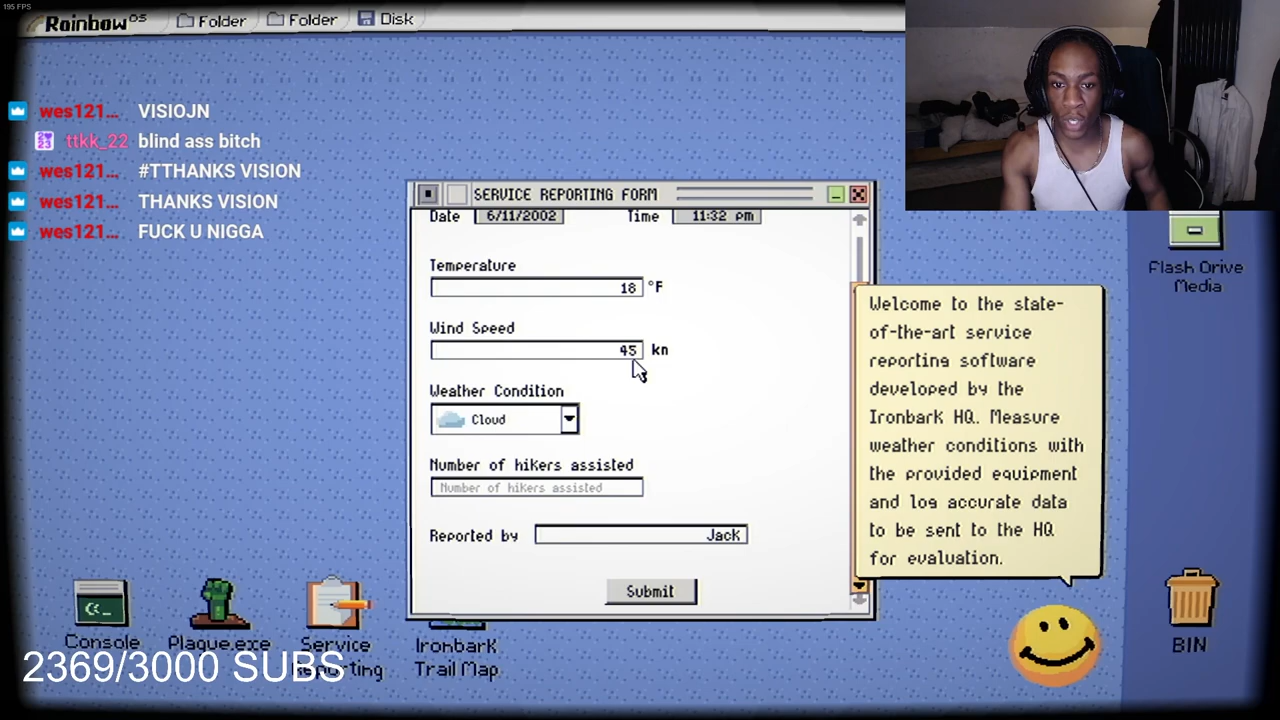 195 FPS
RainbowOS Folder Folder Disk
wes121... VISIOJN
ttkk_22 blind ass bitch
wes121... #TTHANKS VISION
wes121... THANKS VISION
wes121... FUCK U NIGGA
SERVICE REPORTING FORM
Date 6/11/2002 Time 11:32 pm
Temperature
18 °F
Wind Speed
45 kn
Weather Condition
Cloud
Number of hikers assisted
Number of hikers assisted
Reported by Jack
Submit
Flash Drive
Media
Welcome to the state-
of-the-art service
reporting software
developed by the
Ironbark HQ. Measure
weather conditions with
the provided equipment
and log accurate data
to be sent to the HQ
for evaluation.
Console
Plague.exe
Service
Reporting
Ironbark
Trail Map
BIN
2369/3000 SUBS